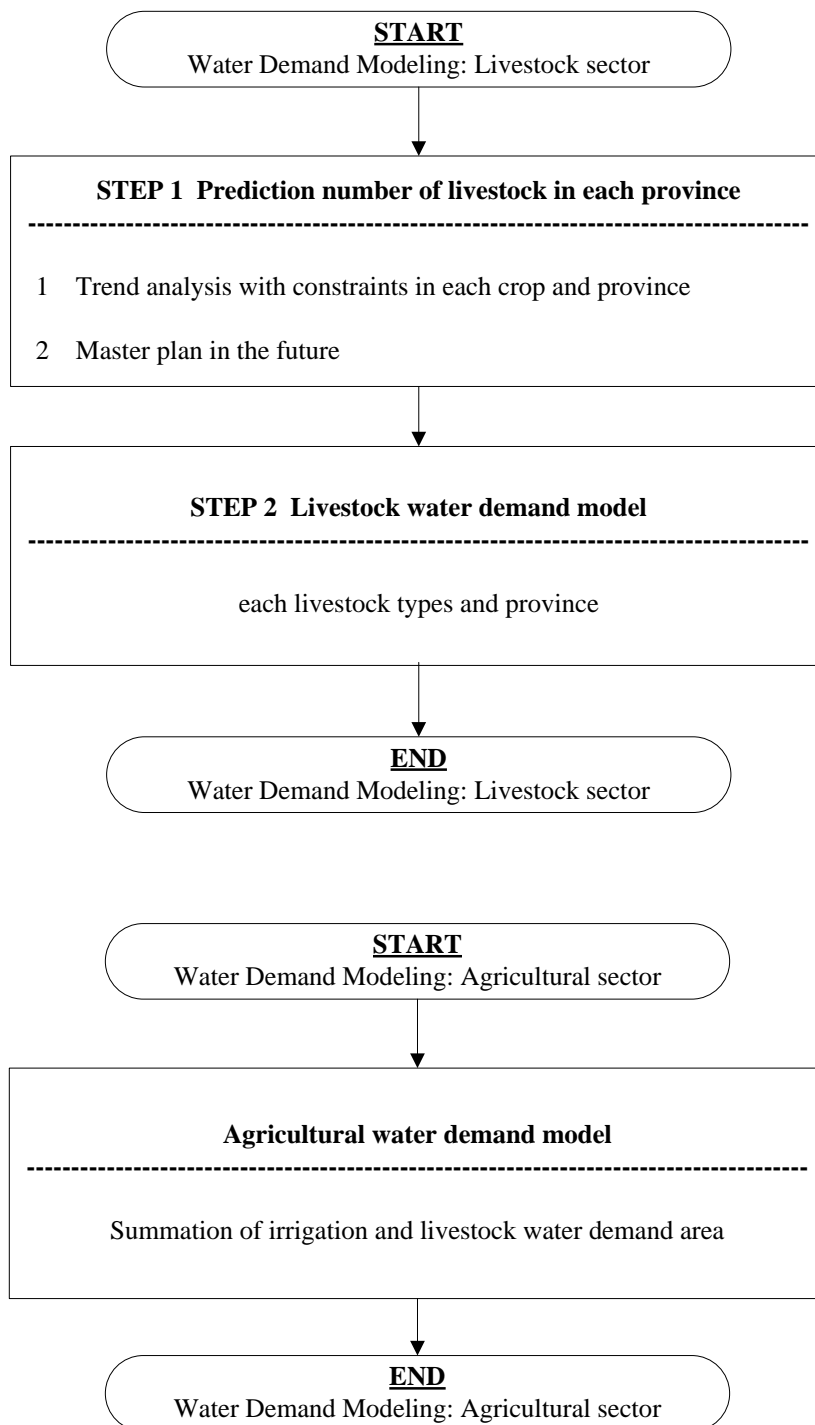 START
Water Demand Modeling: Livestock sector
STEP 1 Prediction number of livestock in each province
1 Trend analysis with constraints in each crop and province
2 Master plan in the future
STEP 2 Livestock water demand model
each livestock types and province
END
Water Demand Modeling: Livestock sector
START
Water Demand Modeling: Agricultural sector
Agricultural water demand model
Summation of irrigation and livestock water demand area
END
Water Demand Modeling: Agricultural sector